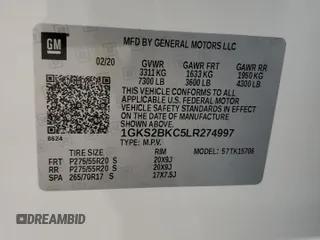 GM
MFD BY GENERAL MOTORS LLC
02/20
GVWR GAWR FRT GAWR RR
3311 KG 1633 KG 1950 KG
7300 LB 3600 LB 4300 LB
THIS VEHICLE CONFORMS TO ALL APPLICABLE U.S. FEDERAL MOTOR VEHICLE SAFETY STANDARDS IN EFFECT ON THE DATE OF MANUFACTURE SHOWN ABOVE.
1GKS2BKC5LR274997
6624 TYPE: M.P.V.
TIRE SIZE RIM 57TK15706
FRT P275/55R20 S 20X9J
RR P275/55R20 S 20X9J
SPA 265/70R17 S 17X7.5J
DREAMBID